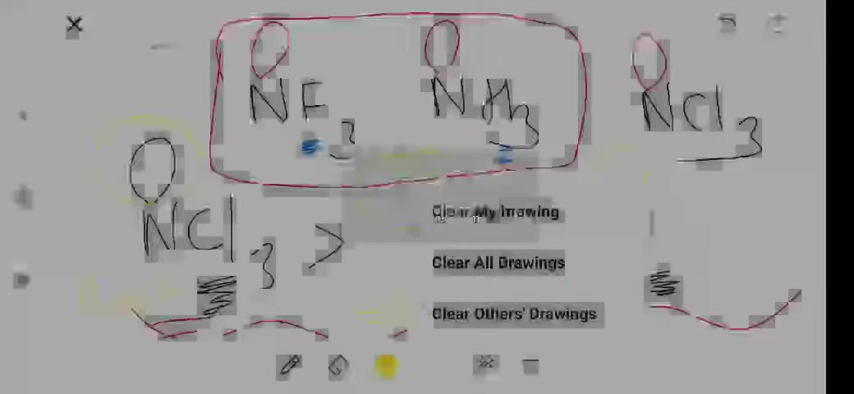 NF3 NH3 NCl3
NCl3 >
Clear My Drawing
Clear All Drawings
Clear Others' Drawings